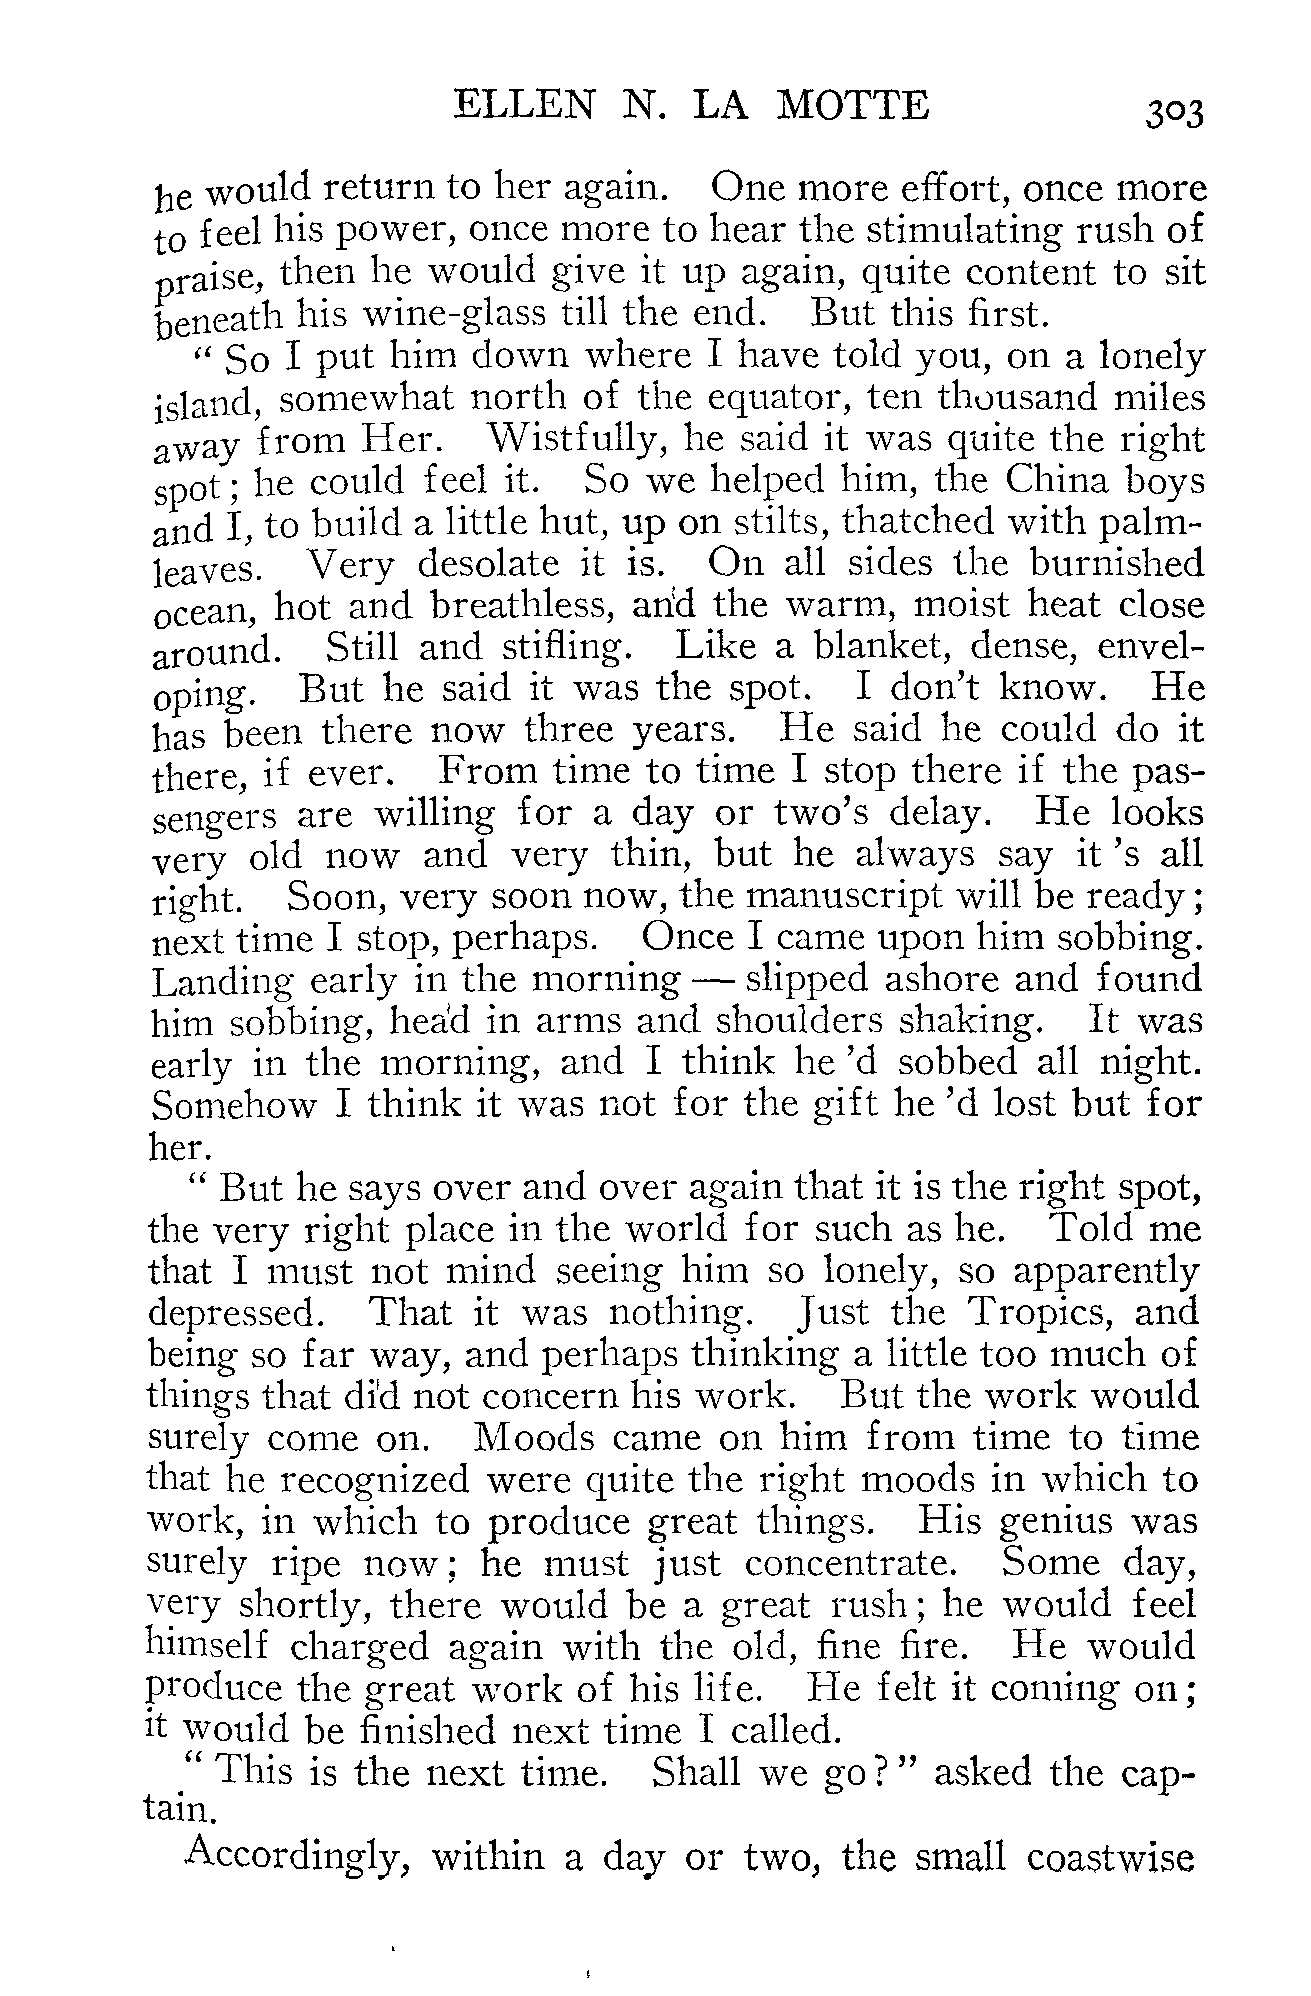 ELLEN N. LA MOTTE 303
he would return to her again. One more effort, once more
to feel his power, once more to hear the stimulating rush of
praise, then he would give it up again, quite content to sit
beneath his wine-glass till the end. But this first.
“ So I put him down where I have told you, on a lonely
island, somewhat north of the equator, ten thousand miles
away from Her. Wistfully, he said it was quite the right
spot; he could feel it. So we helped him, the China boys
and I, to build a little hut, up on stilts, thatched with palm-
leaves. Very desolate it is. On all sides the burnished
ocean, hot and breathless, and the warm, moist heat close
around. Still and stifling. Like a blanket, dense, envel-
oping. But he said it was the spot. I don't know. He
has been there now three years. He said he could do it
there, if ever. From time to time I stop there if the pas-
sengers are willing for a day or two's delay. He looks
very old now and very thin, but he always say it 's all
right. Soon, very soon now, the manuscript will be ready;
next time I stop, perhaps. Once I came upon him sobbing.
Landing early in the morning — slipped ashore and found
him sobbing, head in arms and shoulders shaking. It was
early in the morning, and I think he 'd sobbed all night.
Somehow I think it was not for the gift he 'd lost but for
her.
“ But he says over and over again that it is the right spot,
the very right place in the world for such as he. Told me
that I must not mind seeing him so lonely, so apparently
depressed. That it was nothing. Just the Tropics, and
being so far way, and perhaps thinking a little too much of
things that did not concern his work. But the work would
surely come on. Moods came on him from time to time
that he recognized were quite the right moods in which to
work, in which to produce great things. His genius was
surely ripe now; he must just concentrate. Some day,
very shortly, there would be a great rush; he would feel
himself charged again with the old, fine fire. He would
produce the great work of his life. He felt it coming on;
it would be finished next time I called.
“ This is the next time. Shall we go?” asked the cap-
tain.
Accordingly, within a day or two, the small coastwise